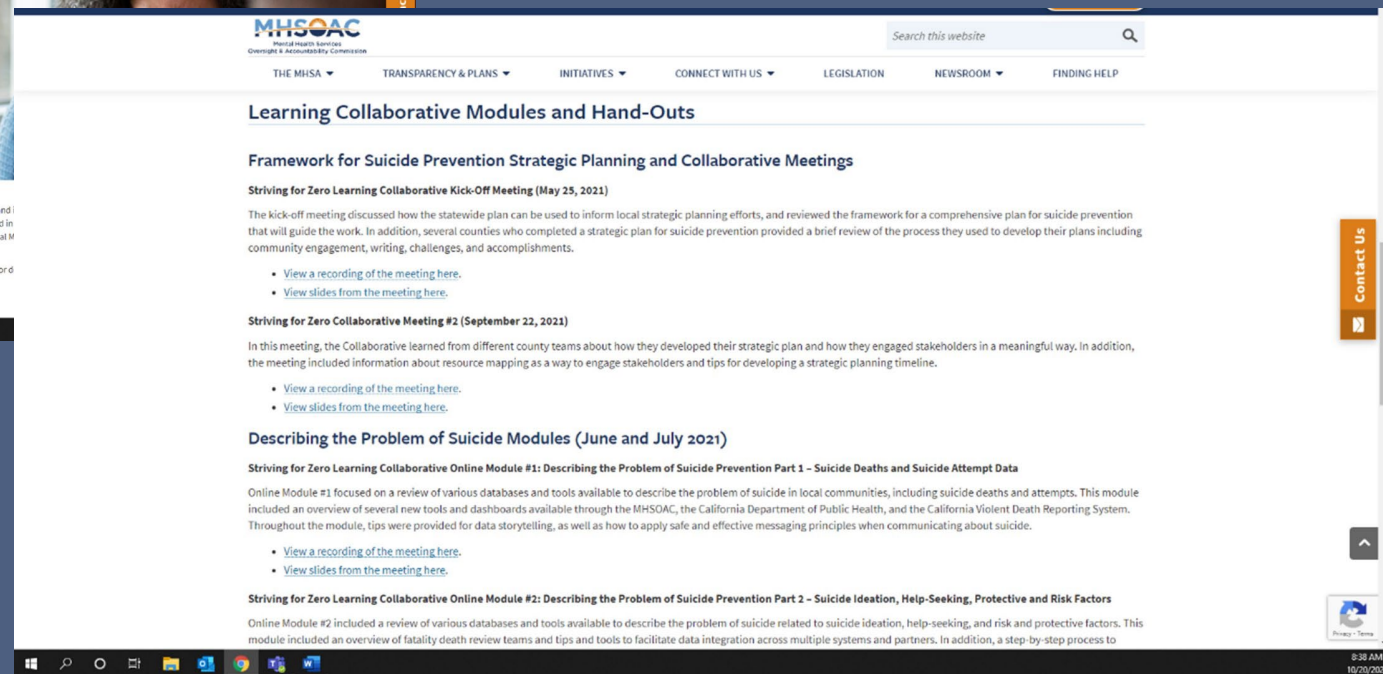 MHSOAC
Mental Health Services
Oversight & Accountability Commission
Search this website
THE MHSA TRANSPARENCY & PLANS INITIATIVES CONNECT WITH US LEGISLATION NEWSROOM FINDING HELP
Learning Collaborative Modules and Hand-Outs
Framework for Suicide Prevention Strategic Planning and Collaborative Meetings
Striving for Zero Learning Collaborative Kick-Off Meeting (May 25, 2021)
The kick-off meeting discussed how the statewide plan can be used to inform local strategic planning efforts, and reviewed the framework for a comprehensive plan for suicide prevention
that will guide the work. In addition, several counties who completed a strategic plan for suicide prevention provided a brief review of the process they used to develop their plans including
community engagement, writing, challenges, and accomplishments.
• View a recording of the meeting here.
• View slides from the meeting here.
Striving for Zero Collaborative Meeting #2 (September 22, 2021)
In this meeting, the Collaborative learned from different county teams about how they developed their strategic plan and how they engaged stakeholders in a meaningful way. In addition,
the meeting included information about resource mapping as a way to engage stakeholders and tips for developing a strategic planning timeline.
• View a recording of the meeting here.
• View slides from the meeting here.
Describing the Problem of Suicide Modules (June and July 2021)
Striving for Zero Learning Collaborative Online Module #1: Describing the Problem of Suicide Prevention Part 1 – Suicide Deaths and Suicide Attempt Data
Online Module #1 focused on a review of various databases and tools available to describe the problem of suicide in local communities, including suicide deaths and attempts. This module
included an overview of several new tools and dashboards available through the MHSOAC, the California Department of Public Health, and the California Violent Death Reporting System.
Throughout the module, tips were provided for data storytelling, as well as how to apply safe and effective messaging principles when communicating about suicide.
• View a recording of the meeting here.
• View slides from the meeting here.
Striving for Zero Learning Collaborative Online Module #2: Describing the Problem of Suicide Prevention Part 2 – Suicide Ideation, Help-Seeking, Protective and Risk Factors
Online Module #2 included a review of various databases and tools available to describe the problem of suicide related to suicide ideation, help-seeking, and risk and protective factors. This
module included an overview of fatality death review teams and tips and tools to facilitate data integration across multiple systems and partners. In addition, a step-by-step process to
Contact Us
Privacy - Terms
8:38 AM
10/20/202